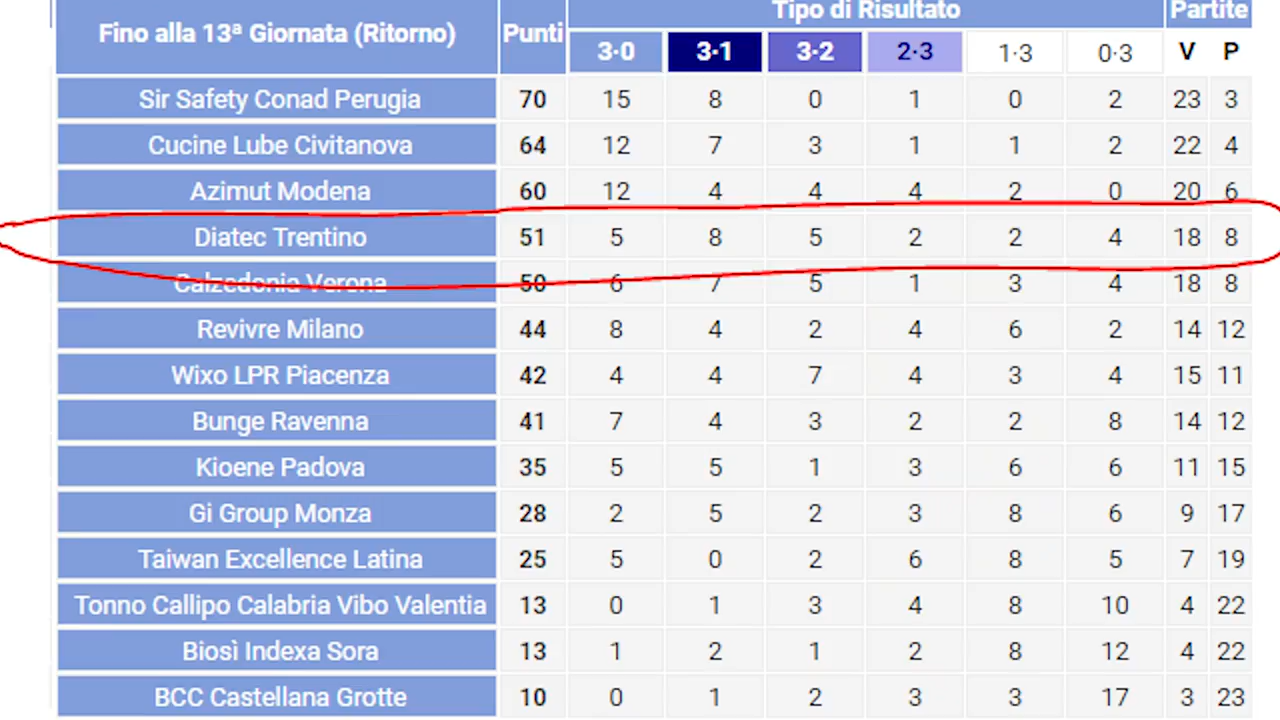 Tipo di Risultato Partite
Fino alla 13ª Giornata (Ritorno) Punti
3·0 3·1 3·2 2·3 1·3 0·3 V P
Sir Safety Conad Perugia 70 15 8 0 1 0 2 23 3
Cucine Lube Civitanova 64 12 7 3 1 1 2 22 4
Azimut Modena 60 12 4 4 4 2 0 20 6
Diatec Trentino 51 5 8 5 2 2 4 18 8
Calzedonia Verona 50 6 7 5 1 3 4 18 8
Revivre Milano 44 8 4 2 4 6 2 14 12
Wixo LPR Piacenza 42 4 4 7 4 3 4 15 11
Bunge Ravenna 41 7 4 3 2 2 8 14 12
Kioene Padova 35 5 5 1 3 6 6 11 15
Gi Group Monza 28 2 5 2 3 8 6 9 17
Taiwan Excellence Latina 25 5 0 2 6 8 5 7 19
Tonno Callipo Calabria Vibo Valentia 13 0 1 3 4 8 10 4 22
Biosì Indexa Sora 13 1 2 1 2 8 12 4 22
BCC Castellana Grotte 10 0 1 2 3 3 17 3 23